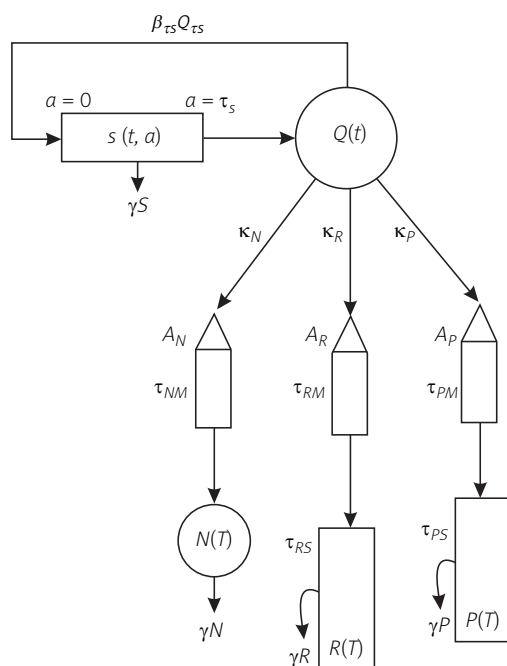 β_τs Q_τs
a = 0
a = τ_s
s (t, a)
Q(t)
γS
κ_N
κ_R
κ_P
A_N
A_R
A_P
τ_NM
τ_RM
τ_PM
N(T)
τ_RS
τ_PS
γN
γR
R(T)
γP
P(T)